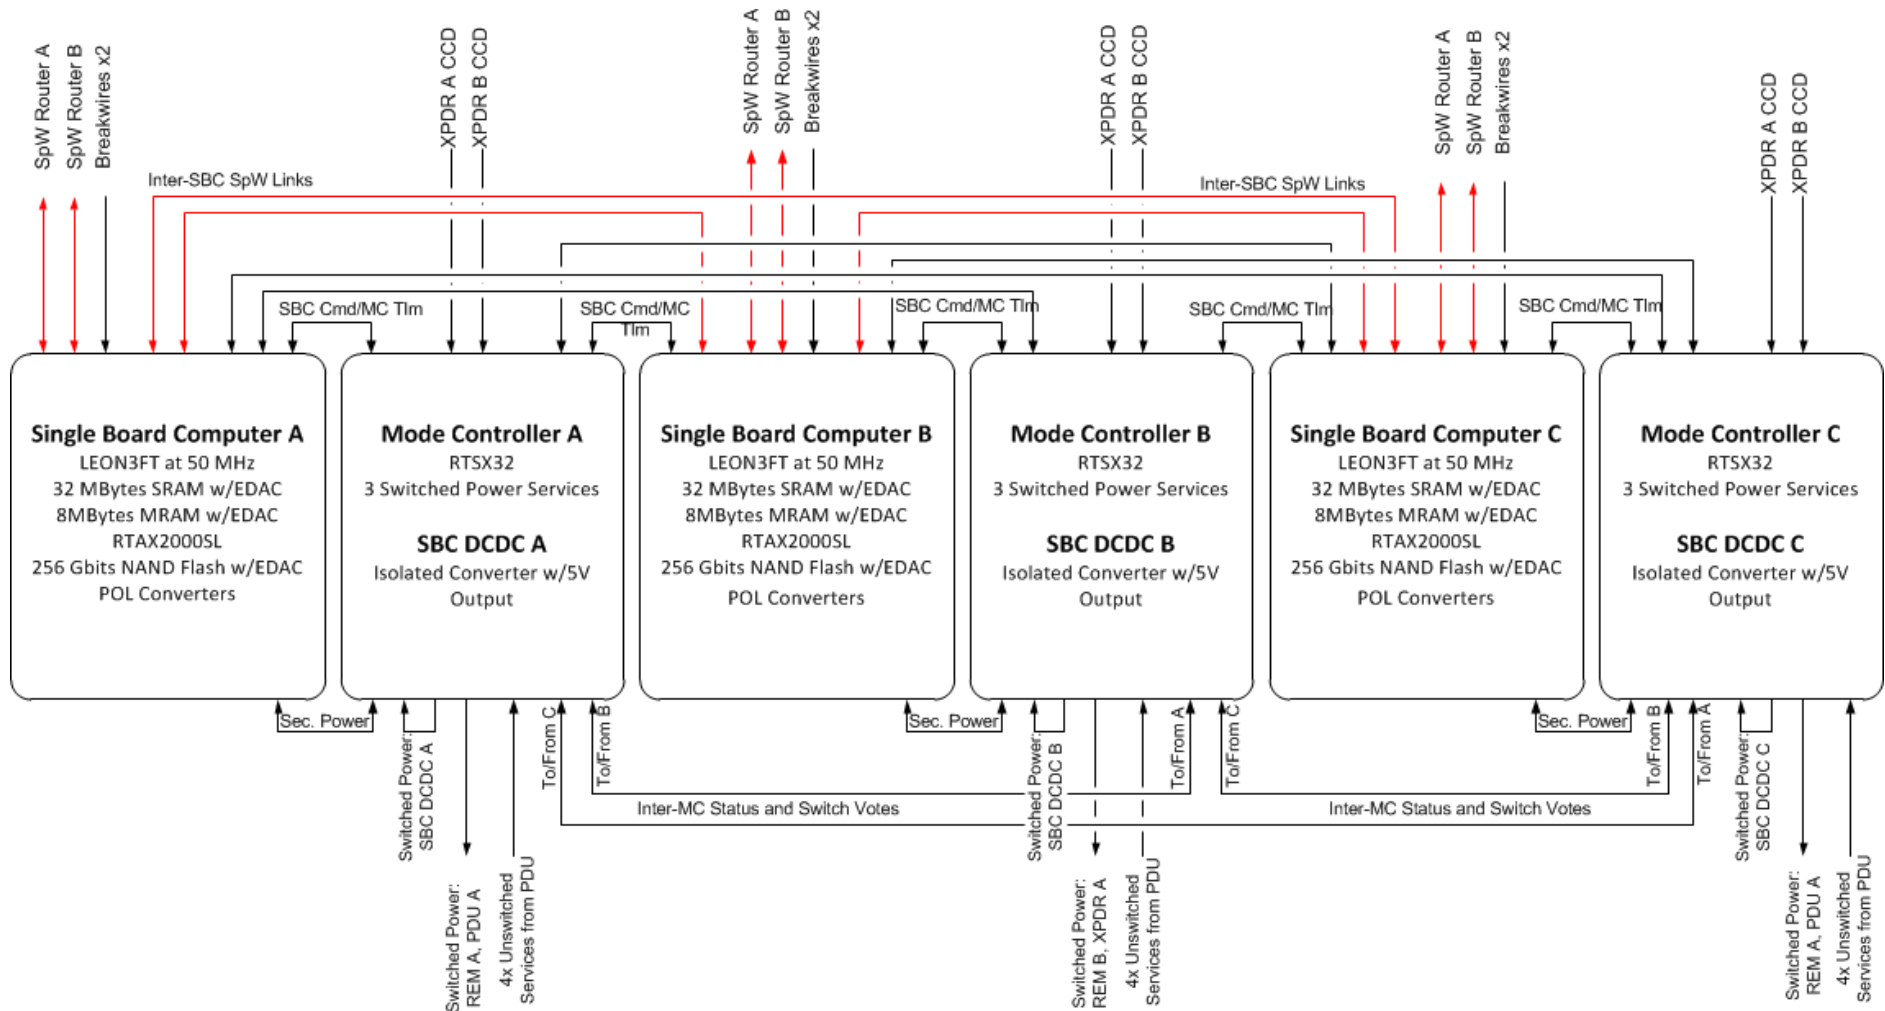 SpW Router A
SpW Router B
Breakwires x2
XPDR A CCD
XPDR B CCD
SpW Router A
SpW Router B
Breakwires x2
XPDR A CCD
XPDR B CCD
SpW Router A
SpW Router B
Breakwires x2
XPDR A CCD
XPDR B CCD
Inter-SBC SpW Links
Inter-SBC SpW Links
SBC Cmd/MC Tlm
SBC Cmd/MC
Tlm
SBC Cmd/MC Tlm
SBC Cmd/MC Tlm
SBC Cmd/MC Tlm
Single Board Computer A
LEON3FT at 50 MHz
32 MBytes SRAM w/EDAC
8MBytes MRAM w/EDAC
RTAX2000SL
256 Gbits NAND Flash w/EDAC
POL Converters
Mode Controller A
RTSX32
3 Switched Power Services
SBC DCDC A
Isolated Converter w/5V
Output
Single Board Computer B
LEON3FT at 50 MHz
32 MBytes SRAM w/EDAC
8MBytes MRAM w/EDAC
RTAX2000SL
256 Gbits NAND Flash w/EDAC
POL Converters
Mode Controller B
RTSX32
3 Switched Power Services
SBC DCDC B
Isolated Converter w/5V
Output
Single Board Computer C
LEON3FT at 50 MHz
32 MBytes SRAM w/EDAC
8MBytes MRAM w/EDAC
RTAX2000SL
256 Gbits NAND Flash w/EDAC
POL Converters
Mode Controller C
RTSX32
3 Switched Power Services
SBC DCDC C
Isolated Converter w/5V
Output
Sec. Power
Switched Power:
SBC DCDC A
To/From C
To/From B
Sec. Power
Switched Power:
SBC DCDC B
To/From A
To/From C
Sec. Power
To/From B
To/From A
Switched Power:
SBC DCDC C
Inter-MC Status and Switch Votes
Inter-MC Status and Switch Votes
Switched Power:
REM A, PDU A
4x Unswitched
Services from PDU
Switched Power:
REM B, XPDR A
4x Unswitched
Services from PDU
Switched Power:
REM A, PDU A
4x Unswitched
Services from PDU